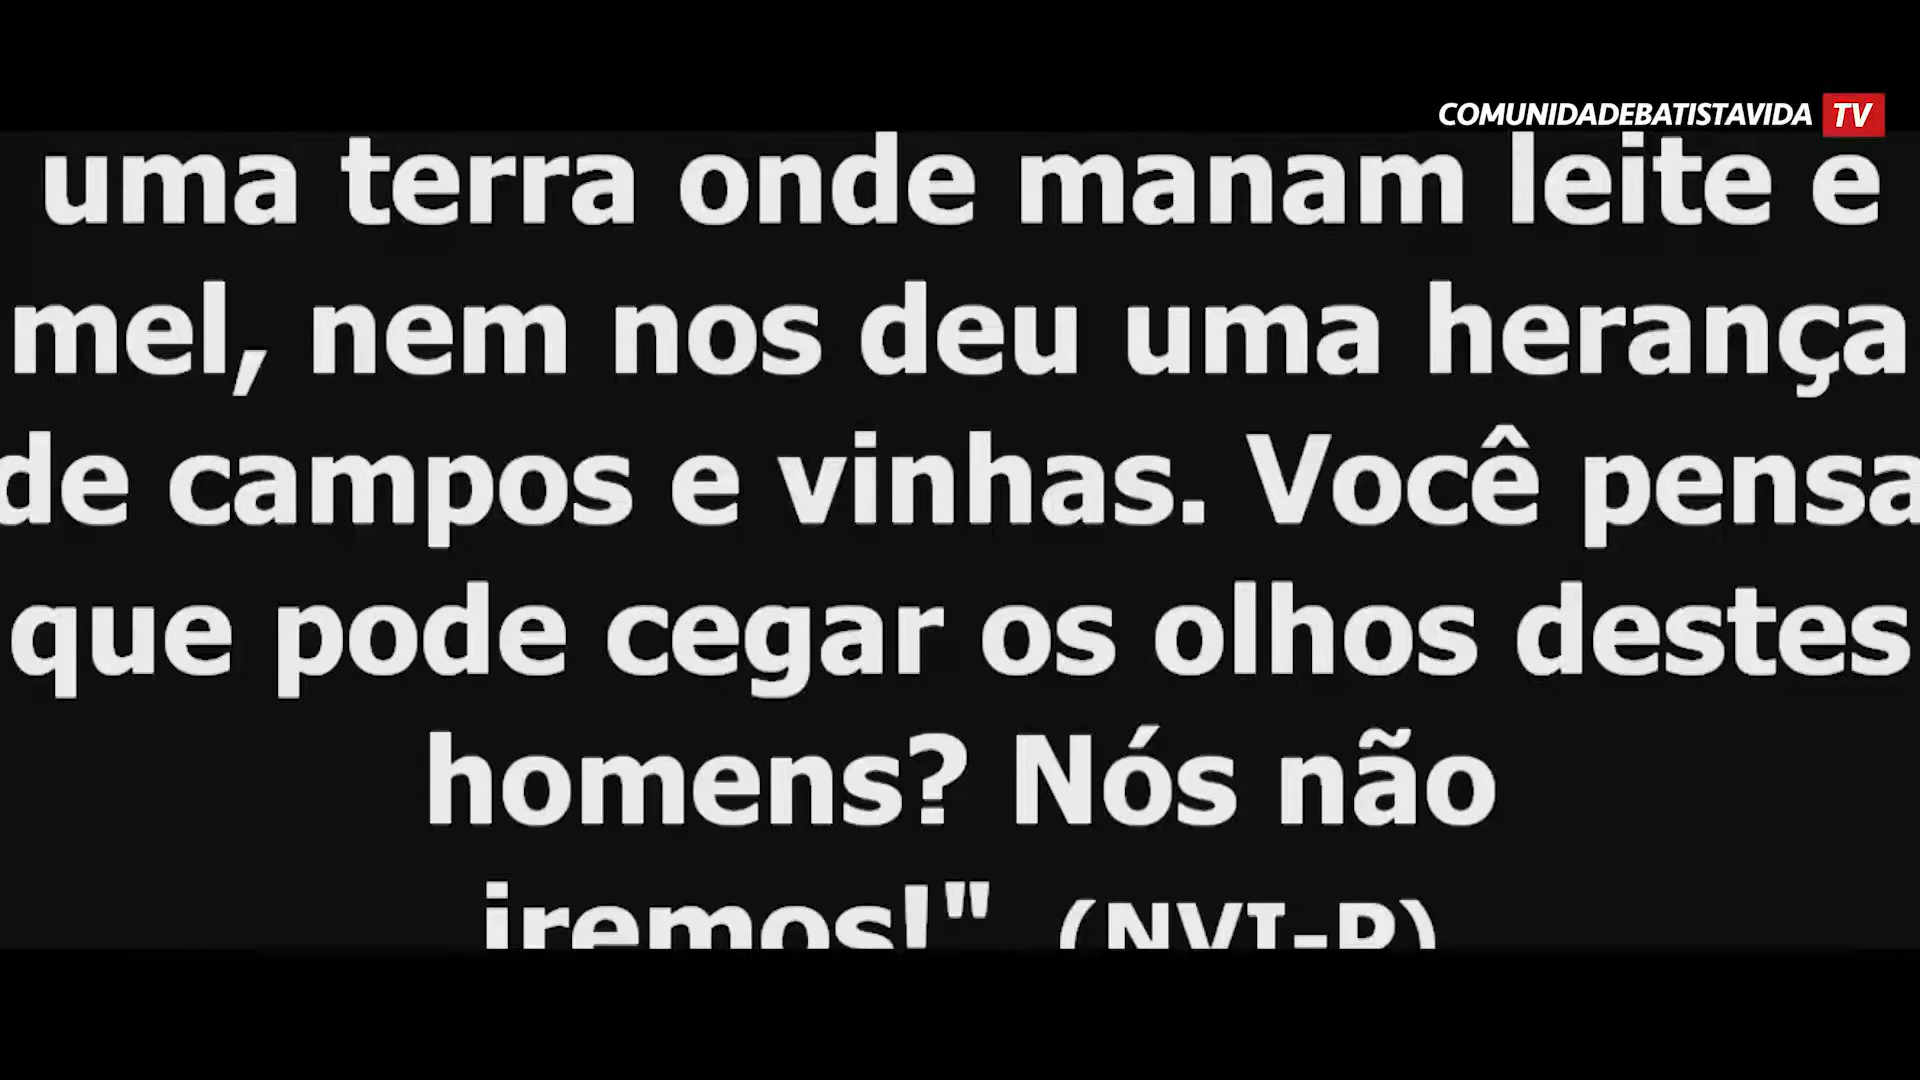 COMUNIDADEBATISTAVIDA TV
uma terra onde manam leite e
mel, nem nos deu uma herança
de campos e vinhas. Você pensa
que pode cegar os olhos destes
homens? Nós não
iremos!" (NVI-P)